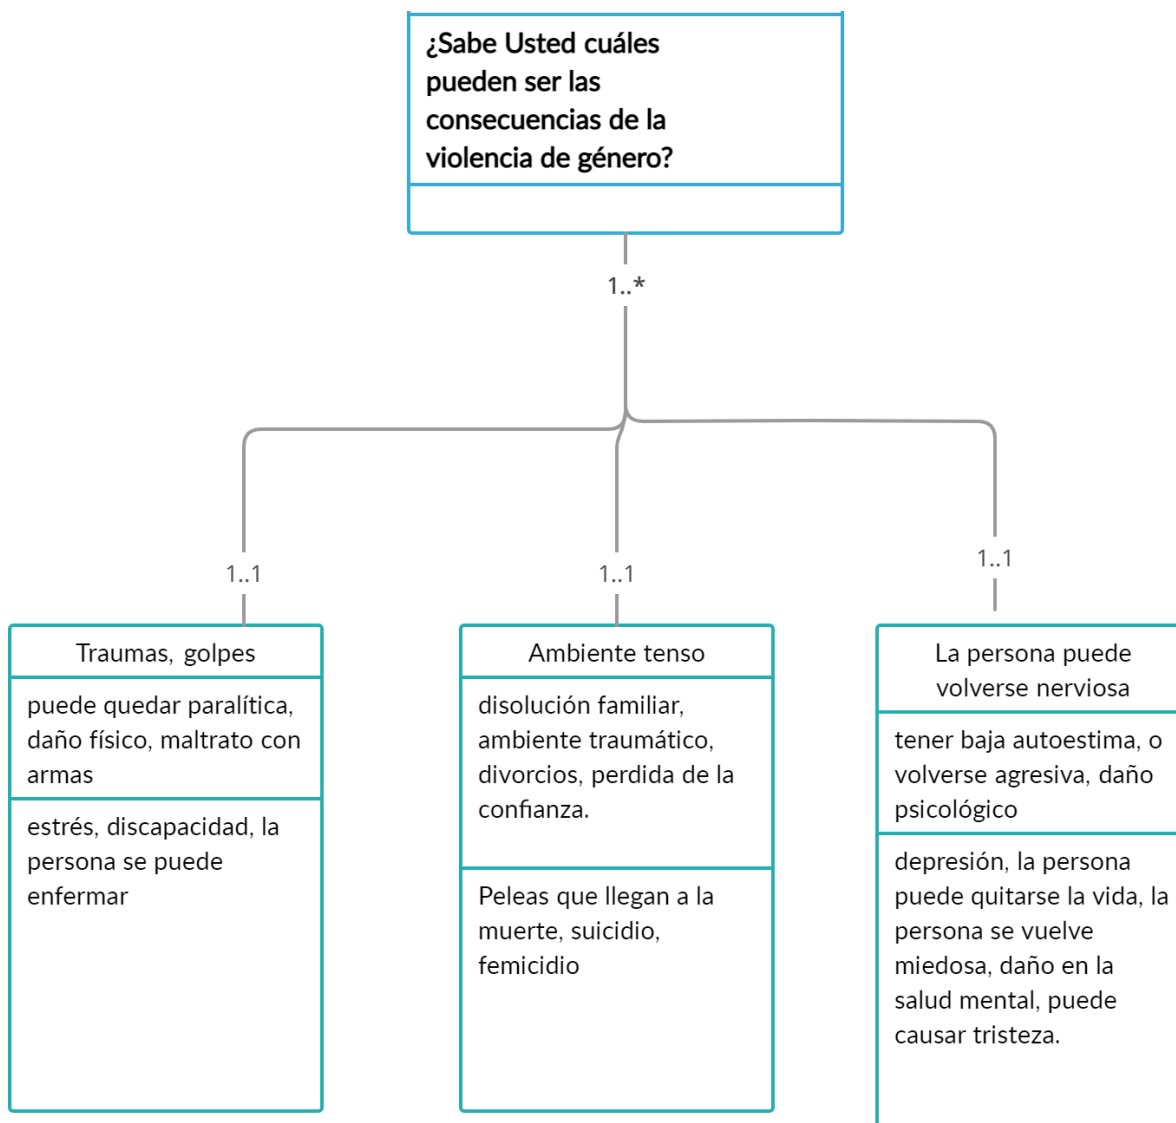 ¿Sabe Usted cuáles
pueden ser las
consecuencias de la
violencia de género?
1..*
1..1
1..1
1..1
Traumas, golpes
puede quedar paralítica,
daño físico, maltrato con
armas
estrés, discapacidad, la
persona se puede
enfermar
Ambiente tenso
disolución familiar,
ambiente traumático,
divorcios, perdida de la
confianza.
Peleas que llegan a la
muerte, suicidio,
femicidio
La persona puede
volverse nerviosa
tener baja autoestima, o
volverse agresiva, daño
psicológico
depresión, la persona
puede quitarse la vida, la
persona se vuelve
miedosa, daño en la
salud mental, puede
causar tristeza.